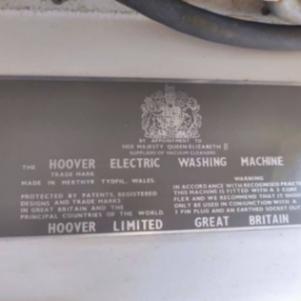 BY APPOINTMENT TO
HER MAJESTY QUEEN ELIZABETH II
SUPPLIERS OF VACUUM CLEANERS
THE HOOVER ELECTRIC WASHING MACHINE
TRADE MARK
MADE IN MERTHYR TYDFIL, WALES.
PROTECTED BY PATENTS, REGISTERED
DESIGNS AND TRADE MARKS
IN GREAT BRITAIN AND THE
PRINCIPAL COUNTRIES OF THE WORLD.
WARNING
IN ACCORDANCE WITH RECOGNISED PRACTI
THIS MACHINE IS FITTED WITH A 3 COR
FLEX AND WE RECOMMEND THAT IT SHOU
ONLY BE USED IN CONJUNCTION WITH A
3 PIN PLUG AND AN EARTHED SOCKET OUT
HOOVER LIMITED GREAT BRITAIN